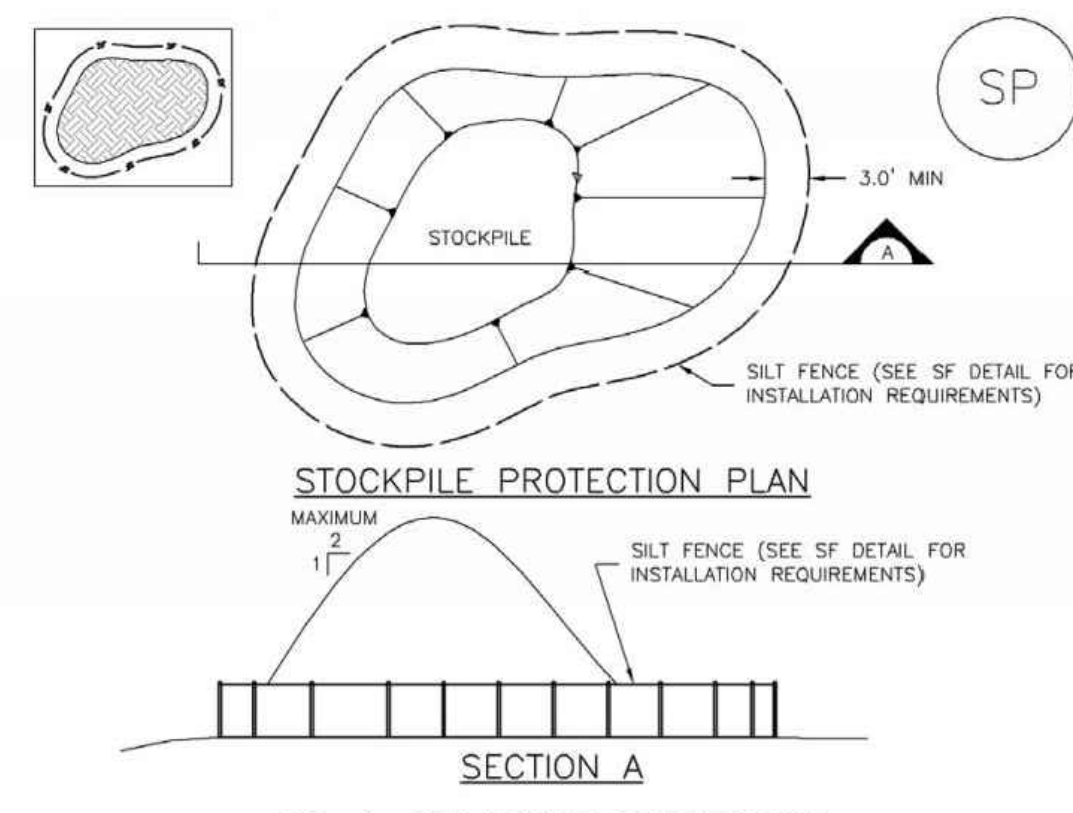 SP
3.0' MIN
STOCKPILE
A
SILT FENCE (SEE SF DETAIL FOR
INSTALLATION REQUIREMENTS)
STOCKPILE PROTECTION PLAN
MAXIMUM
2
1
SILT FENCE (SEE SF DETAIL FOR
INSTALLATION REQUIREMENTS)
SECTION A